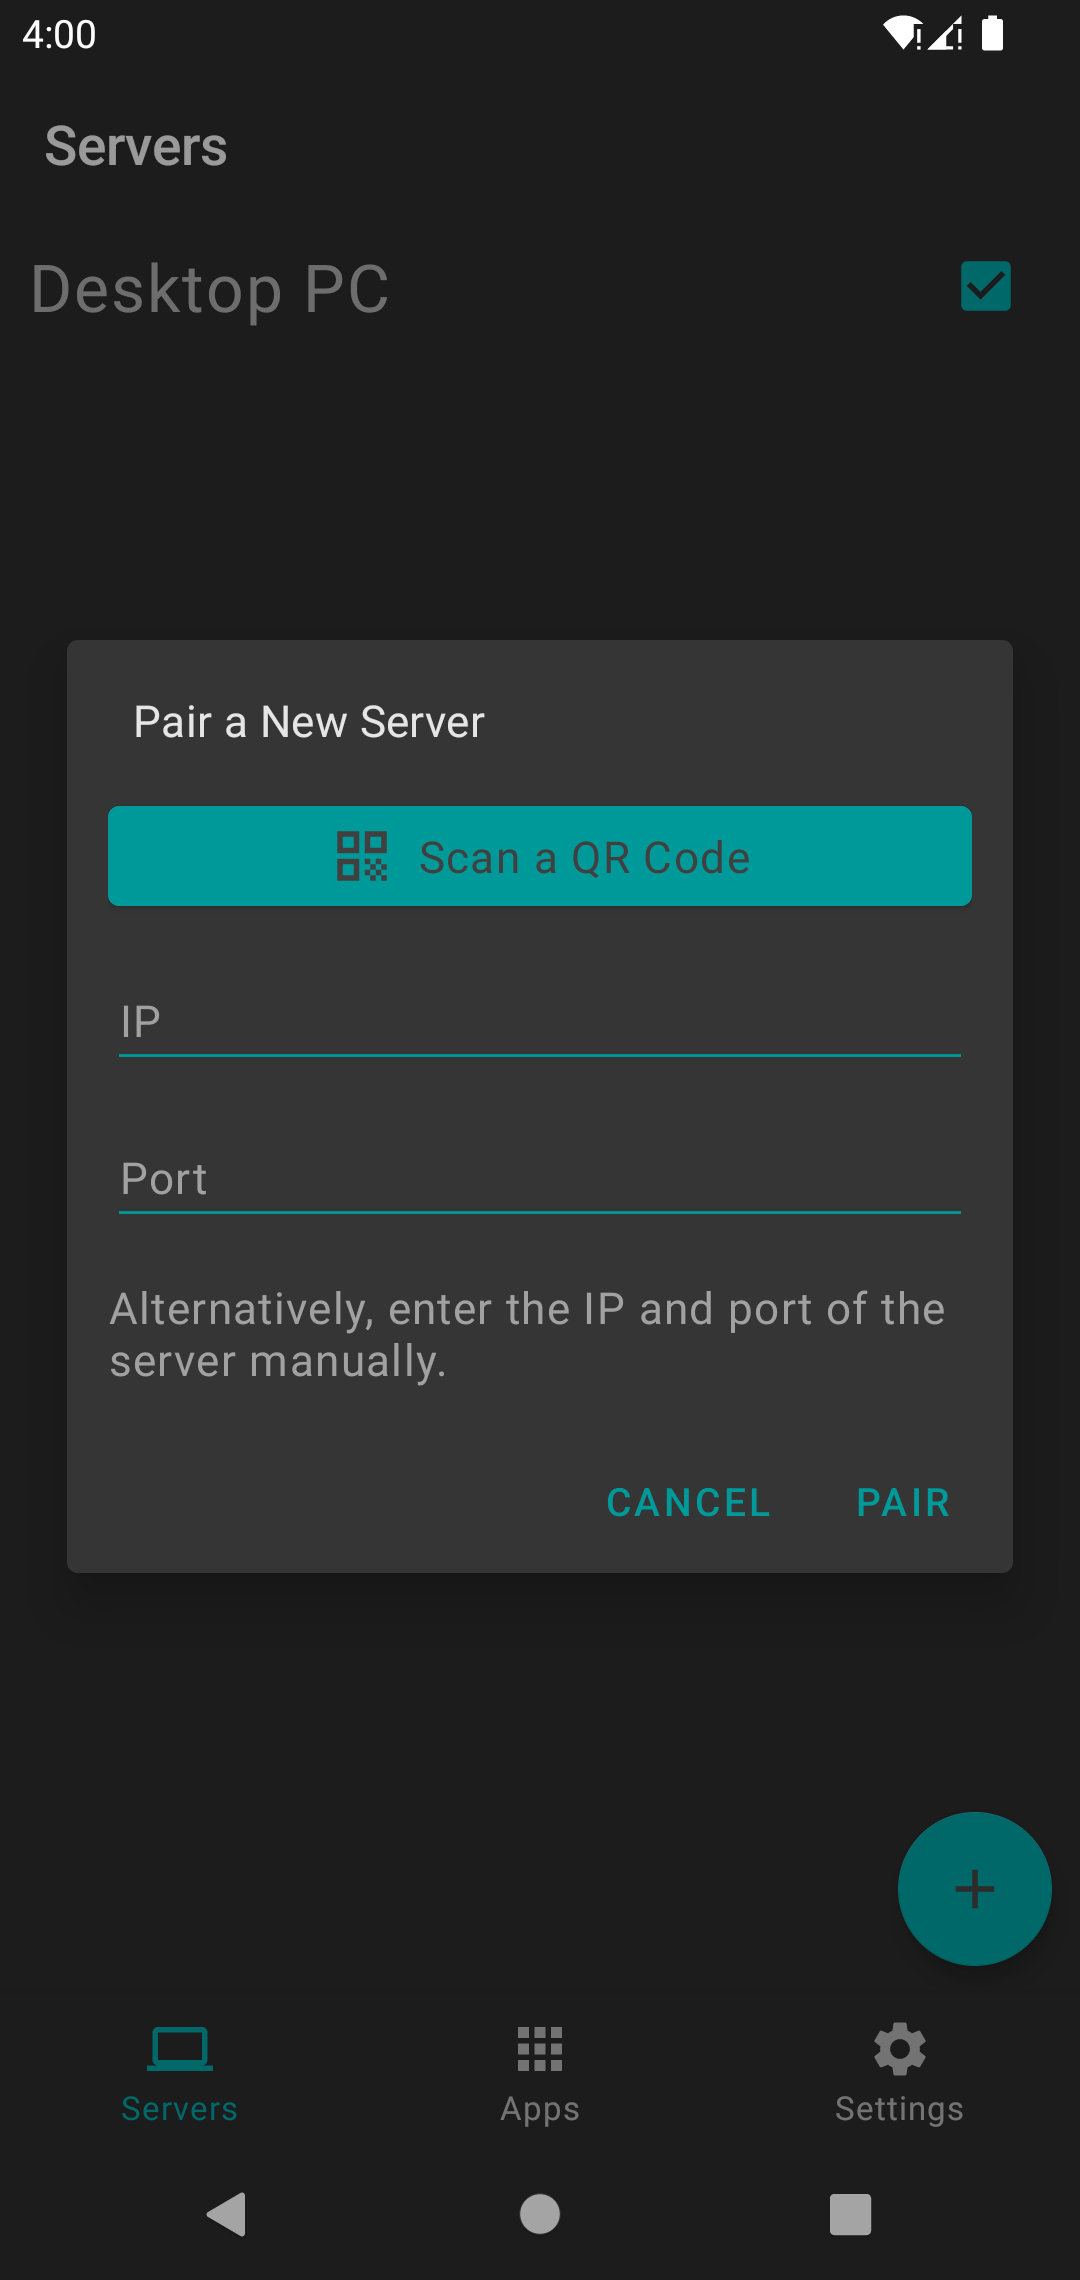 4:00
Servers
Desktop PC
Pair a New Server
Scan a QR Code
IP
Port
Alternatively, enter the IP and port of the
server manually.
CANCEL PAIR
Servers Apps Settings